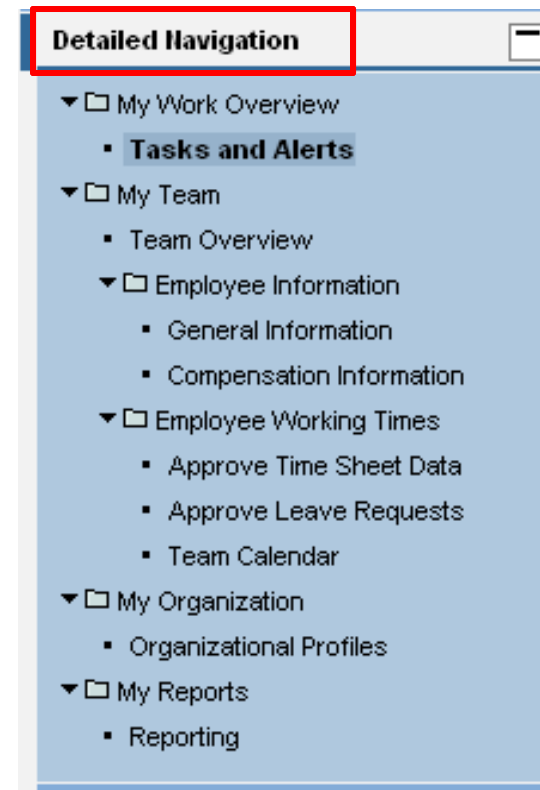 Detailed Navigation
My Work Overview
Tasks and Alerts
My Team
Team Overview
Employee Information
General Information
Compensation Information
Employee Working Times
Approve Time Sheet Data
Approve Leave Requests
Team Calendar
My Organization
Organizational Profiles
My Reports
Reporting